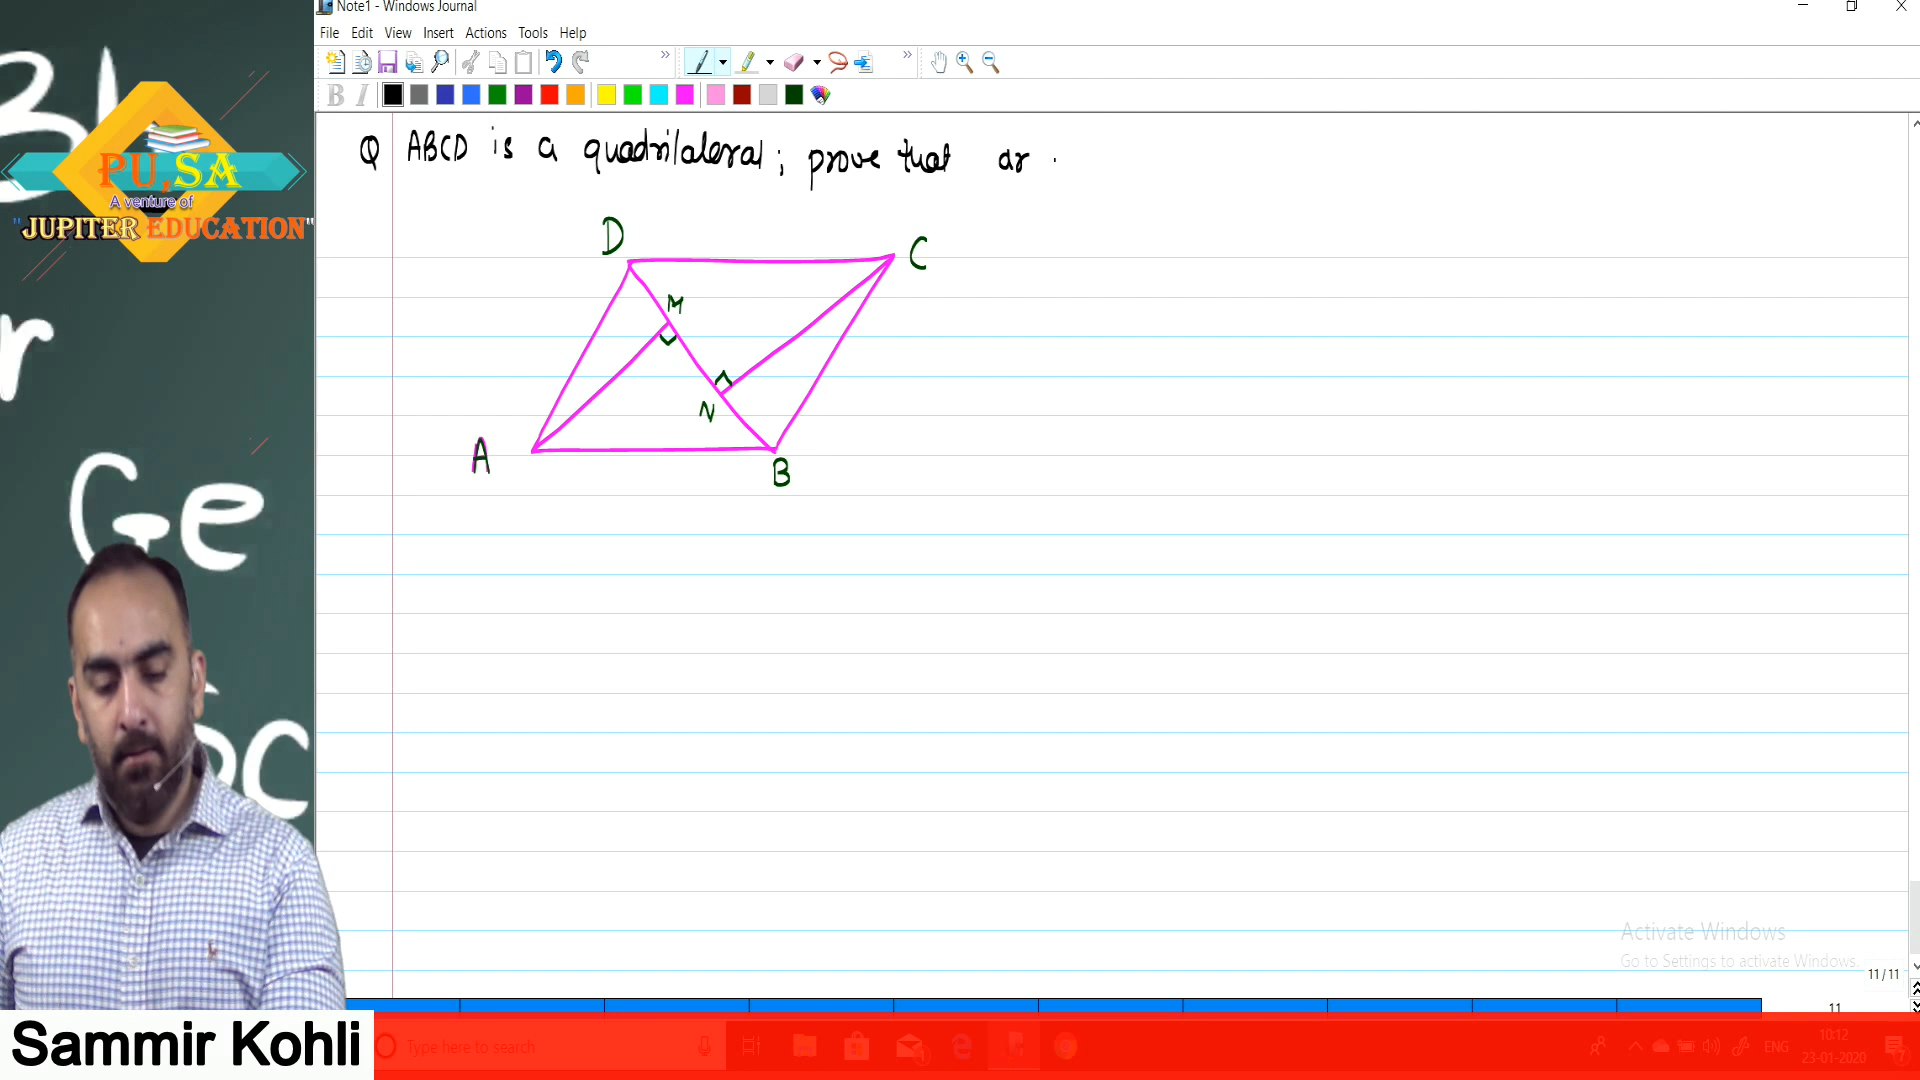 Note1 - Windows Journal
File Edit View Insert Actions Tools Help
B I
Q ABCD is a quadrilateral; prove that ar
PU,SA
A venture of
"JUPITER EDUCATION"
D
C
M
N
A
B
Ge
Activate Windows
Go to Settings to activate Windows.
11/11
11
Sammir Kohli
Type here to search
ENG
10:12
23-01-2020